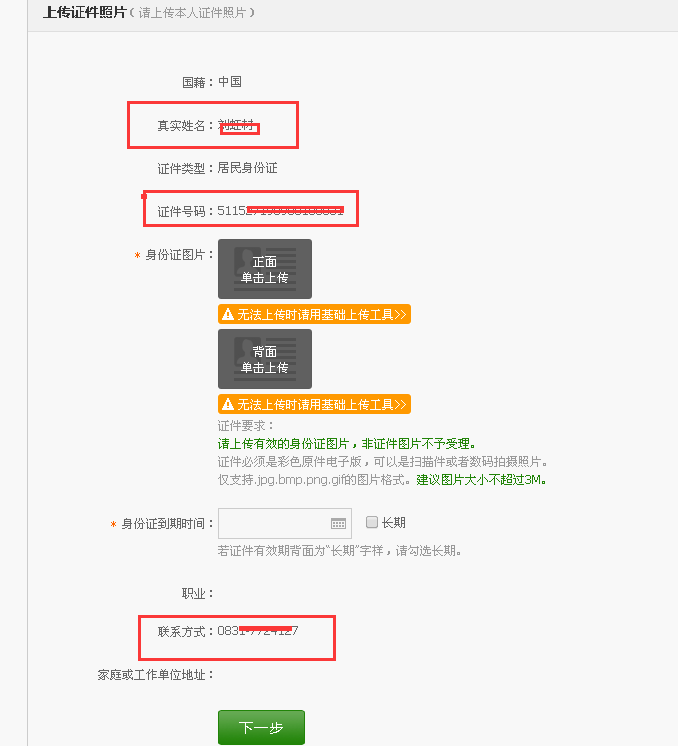 上传证件照片（请上传本人证件照片）
国籍：中国
真实姓名：
证件类型：居民身份证
证件号码：5115
* 身份证图片：
正面
单击上传
无法上传时请用基础上传工具>>
背面
单击上传
无法上传时请用基础上传工具>>
证件要求：
请上传有效的身份证图片，非证件图片不予受理。
证件必须是彩色原件电子版，可以是扫描件或者数码拍摄照片。
仅支持.jpg.bmp.png.gif的图片格式。建议图片大小不超过3M。
* 身份证到期时间： 长期
若证件有效期背面为“长期”字样，请勾选长期。
职业：
联系方式：0831
家庭或工作单位地址：
下一步